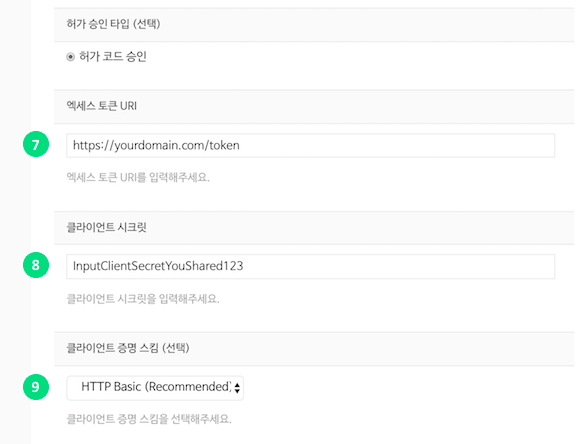 허가 승인 타입 (선택)
허가 코드 승인
엑세스 토큰 URI
7
https://yourdomain.com/token
엑세스 토큰 URI를 입력해주세요.
클라이언트 시크릿
8
InputClientSecretYouShared123
클라이언트 시크릿을 입력해주세요.
클라이언트 증명 스킴 (선택)
9
HTTP Basic (Recommended)
클라이언트 증명 스킴을 선택해주세요.